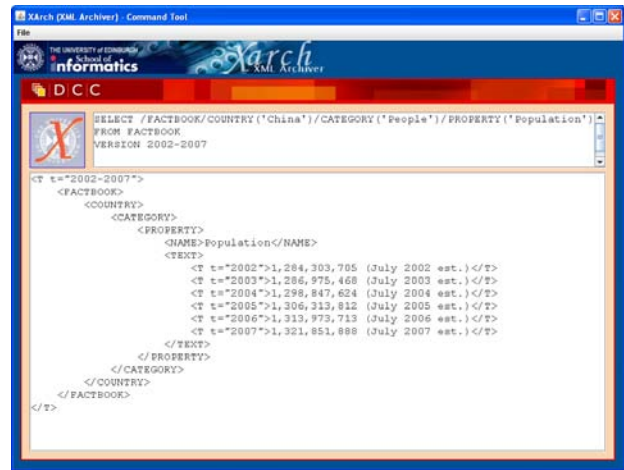 XArch (XML Archiver) - Command Tool
File
THE UNIVERSITY of EDINBURGH
School of
informatics
Xarch
XML Archiver
DCC
X
SELECT /FACTBOOK/COUNTRY('China')/CATEGORY('People')/PROPERTY('Population')
FROM FACTBOOK
VERSION 2002-2007
<T t="2002-2007">
<FACTBOOK>
<COUNTRY>
<CATEGORY>
<PROPERTY>
<NAME>Population</NAME>
<TEXT>
<T t="2002">1,284,303,705 (July 2002 est.)</T>
<T t="2003">1,286,975,468 (July 2003 est.)</T>
<T t="2004">1,298,847,624 (July 2004 est.)</T>
<T t="2005">1,306,313,812 (July 2005 est.)</T>
<T t="2006">1,313,973,713 (July 2006 est.)</T>
<T t="2007">1,321,851,888 (July 2007 est.)</T>
</TEXT>
</PROPERTY>
</CATEGORY>
</COUNTRY>
</FACTBOOK>
</T>